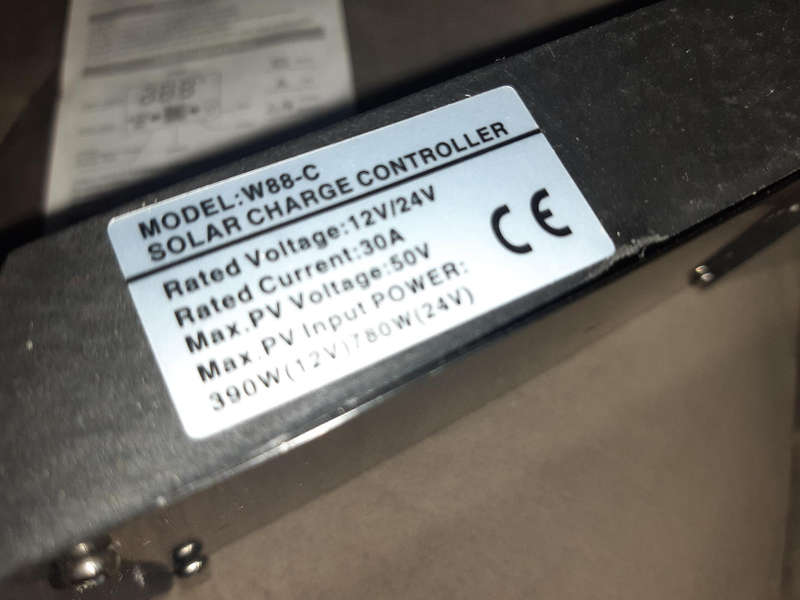 MODEL:W88-C
SOLAR CHARGE CONTROLLER
Rated Voltage:12V/24V
Rated Current:30A
Max.PV Voltage:50V
Max.PV Input POWER:
390W(12V)780W(24V)
CE